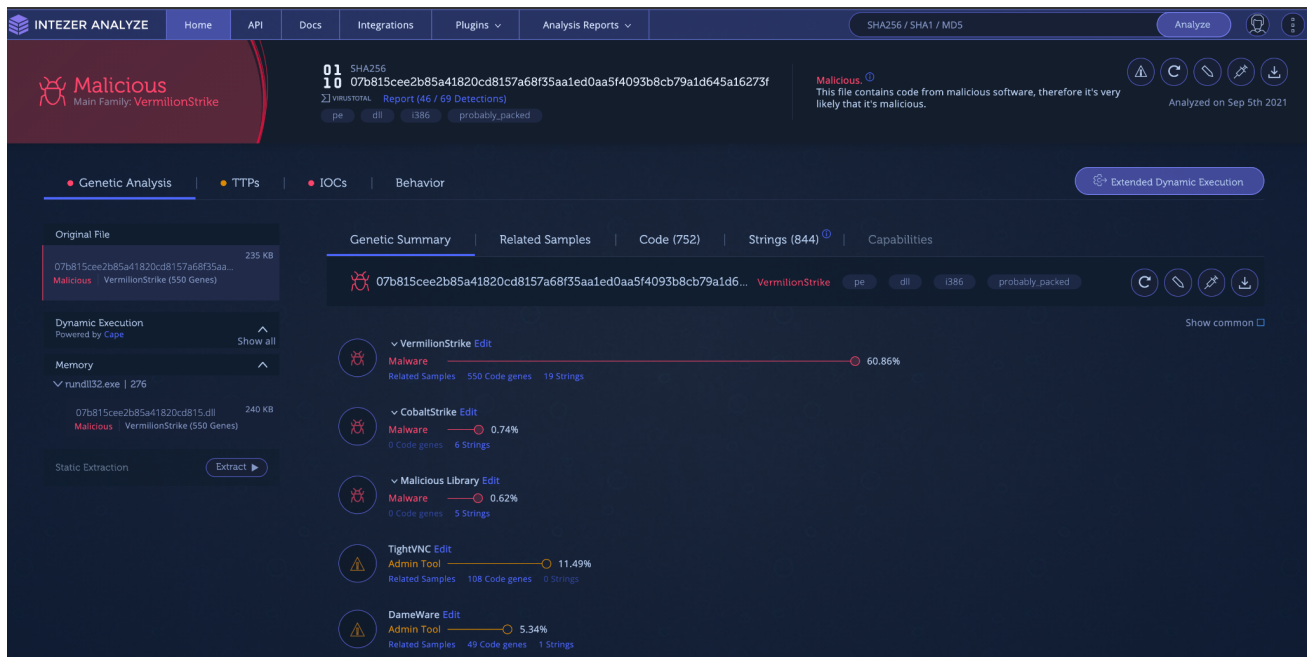 INTEZER ANALYZE Home API Docs Integrations Plugins Analysis Reports SHA256 / SHA1 / MD5 Analyze
Malicious
Main Family: VermilionStrike
01
10
SHA256
07b815cee2b85a41820cd8157a68f35aa1ed0aa5f4093b8cb79a1d645a16273f
VIRUSTOTAL Report (46 / 69 Detections)
pe dll i386 probably_packed
Malicious.
This file contains code from malicious software, therefore it's very
likely that it's malicious.
Analyzed on Sep 5th 2021
Genetic Analysis TTPs IOCs Behavior
Extended Dynamic Execution
Original File
235 KB
07b815cee2b85a41820cd8157a68f35aa...
Malicious VermilionStrike (550 Genes)
Dynamic Execution
Powered by Cape
Show all
Memory
rundll32.exe | 276
07b815cee2b85a41820cd815.dll 240 KB
Malicious VermilionStrike (550 Genes)
Static Extraction Extract
Genetic Summary Related Samples Code (752) Strings (844) Capabilities
07b815cee2b85a41820cd8157a68f35aa1ed0aa5f4093b8cb79a1d6... VermilionStrike pe dll i386 probably_packed
Show common
VermilionStrike Edit
Malware 60.86%
Related Samples 550 Code genes 19 Strings
CobaltStrike Edit
Malware 0.74%
0 Code genes 6 Strings
Malicious Library Edit
Malware 0.62%
0 Code genes 5 Strings
TightVNC Edit
Admin Tool 11.49%
Related Samples 108 Code genes 0 Strings
DameWare Edit
Admin Tool 5.34%
Related Samples 49 Code genes 1 Strings